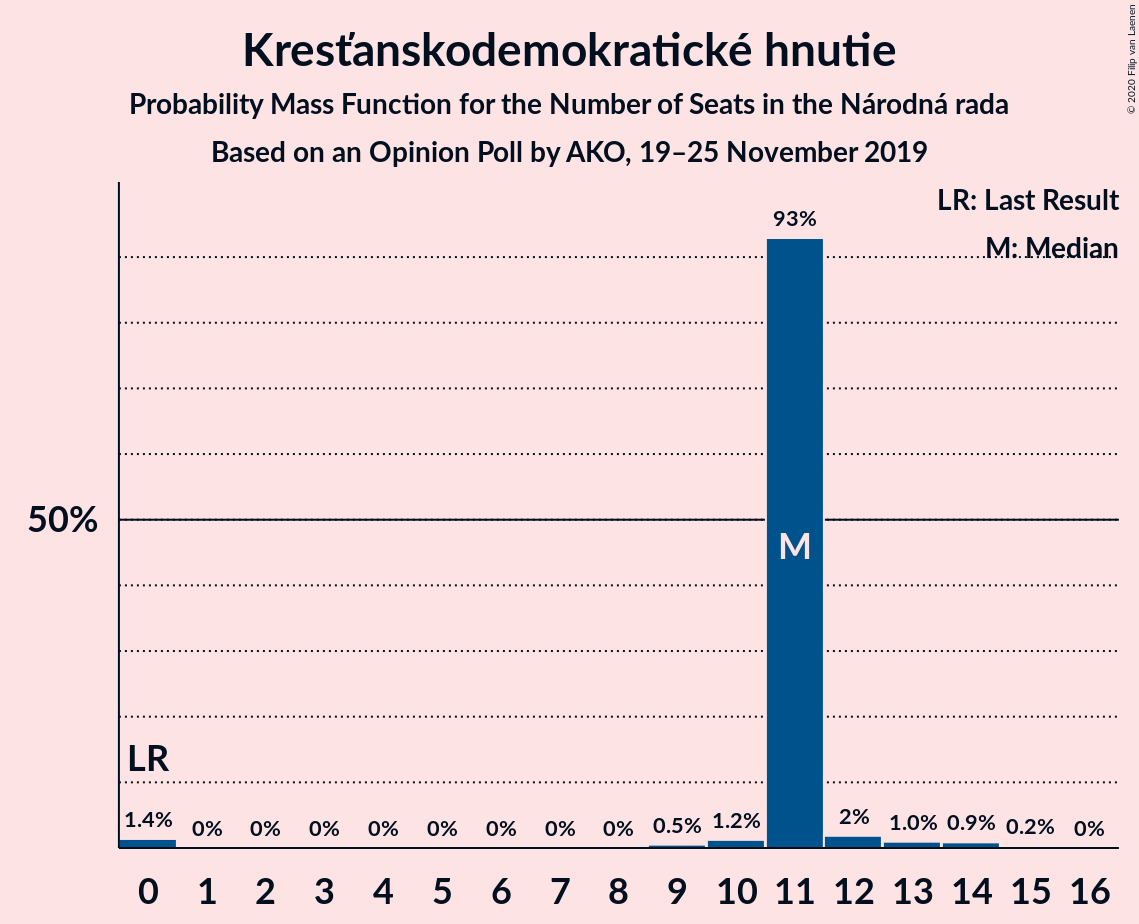 Kresťanskodemokratické hnutie
Probability Mass Function for the Number of Seats in the Národná rada
Based on an Opinion Poll by AKO, 19–25 November 2019
© 2020 Filip van Laenen
LR: Last Result
M: Median
93%
50%
M
LR
1.4% 0% 0% 0% 0% 0% 0% 0% 0% 0.5% 1.2% 2% 1.0% 0.9% 0.2% 0%
0 1 2 3 4 5 6 7 8 9 10 11 12 13 14 15 16